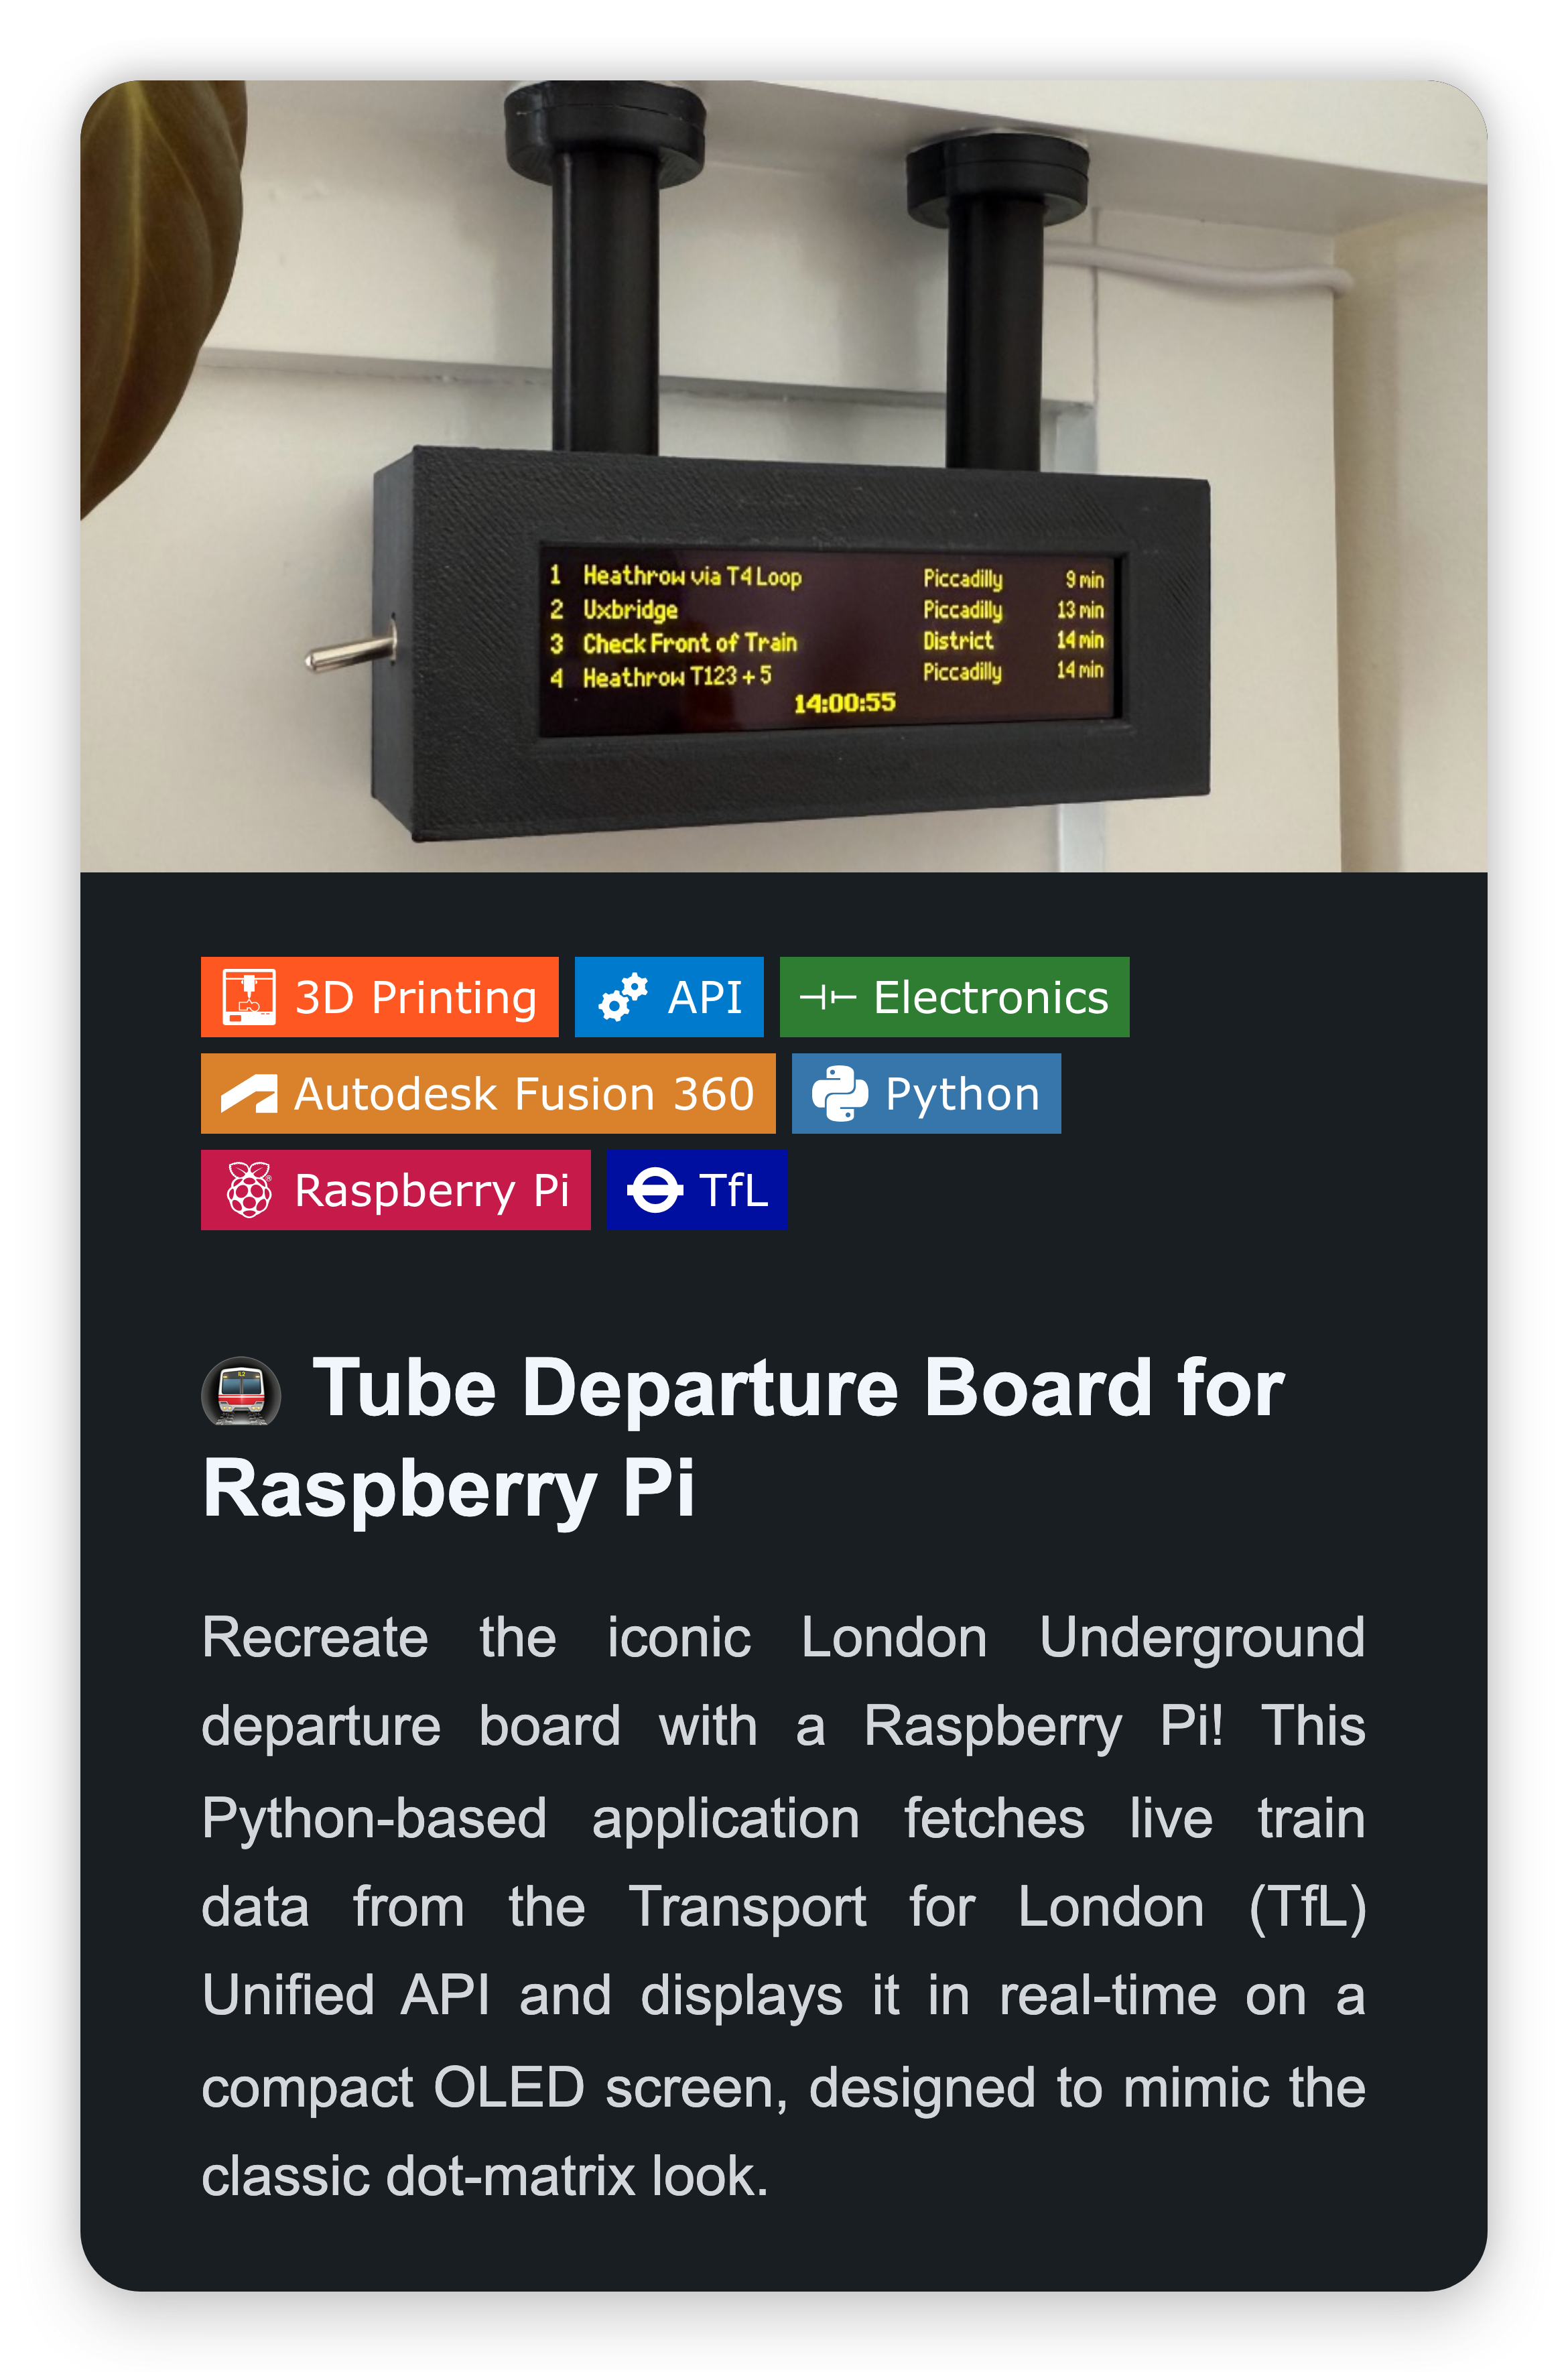 1 Heathrow via T4 Loop Piccadilly 9 min
2 Uxbridge Piccadilly 13 min
3 Check Front of Train District 14 min
4 Heathrow T123 + 5 Piccadilly 14 min
14:00:55
3D Printing API Electronics
Autodesk Fusion 360 Python
Raspberry Pi TfL
Tube Departure Board for
Raspberry Pi
Recreate the iconic London Underground
departure board with a Raspberry Pi! This
Python-based application fetches live train
data from the Transport for London (TfL)
Unified API and displays it in real-time on a
compact OLED screen, designed to mimic the
classic dot-matrix look.